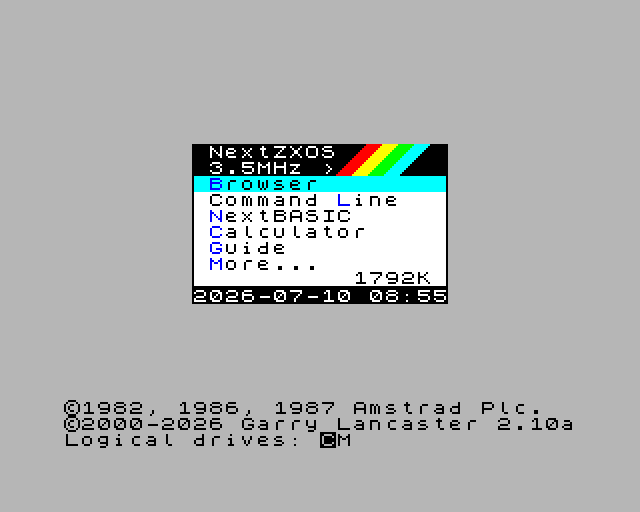 NextZXOS
3.5MHz >
Browser
Command Line
NextBASIC
Calculator
Guide
More...
1792K
2026-07-10 08:55
©1982, 1986, 1987 Amstrad Plc.
©2000-2026 Garry Lancaster 2.10a
Logical drives: CM